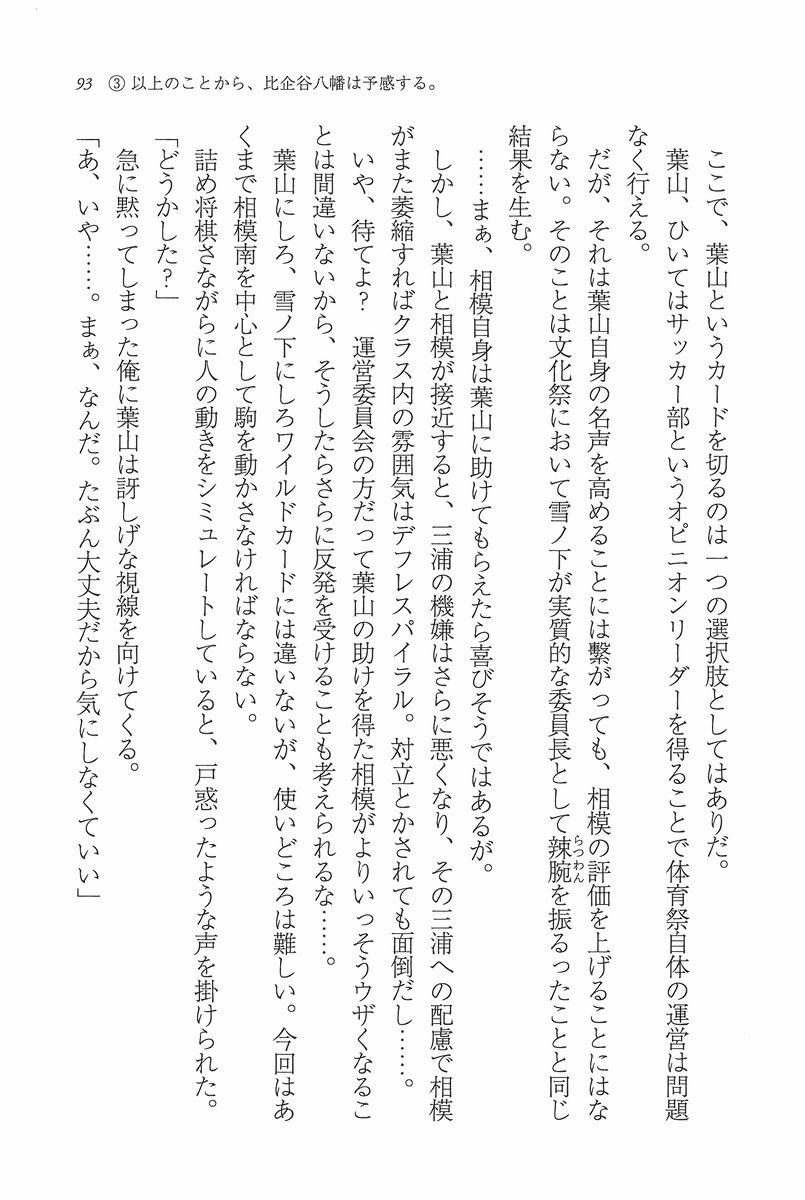 93 ③ 以上のことから、比企谷八幡は予感する。
ここで、葉山というカードを切るのは一つの選択肢としてはありだ。
葉山、ひいてはサッカー部というオピニオンリーダーを得ることで体育祭自体の運営は問題
なく行える。
だが、それは葉山自身の名声を高めることには繋がっても、相模の評価を上げることにはな
らない。そのことは文化祭において雪ノ下が実質的な委員長として辣腕を振るったことと同じ
らつわん
結果を生む。
……まぁ、相模自身は葉山に助けてもらえたら喜びそうではあるが。
しかし、葉山と相模が接近すると、三浦の機嫌はさらに悪くなり、その三浦への配慮で相模
がまた萎縮すればクラス内の雰囲気はデフレスパイラル。対立とかされても面倒だし……。
いや、待てよ?　運営委員会の方だって葉山の助けを得た相模がよりいっそうウザくなるこ
とは間違いないから、そうしたらさらに反発を受けることも考えられるな……。
葉山にしろ、雪ノ下にしろワイルドカードには違いないが、使いどころは難しい。今回はあ
くまで相模南を中心として駒を動かさなければならない。
詰め将棋さながらに人の動きをシミュレートしていると、戸惑ったような声を掛けられた。
「どうかした?」
急に黙ってしまった俺に葉山は訝しげな視線を向けてくる。
「あ、いや……。まぁ、なんだ。たぶん大丈夫だから気にしなくていい」